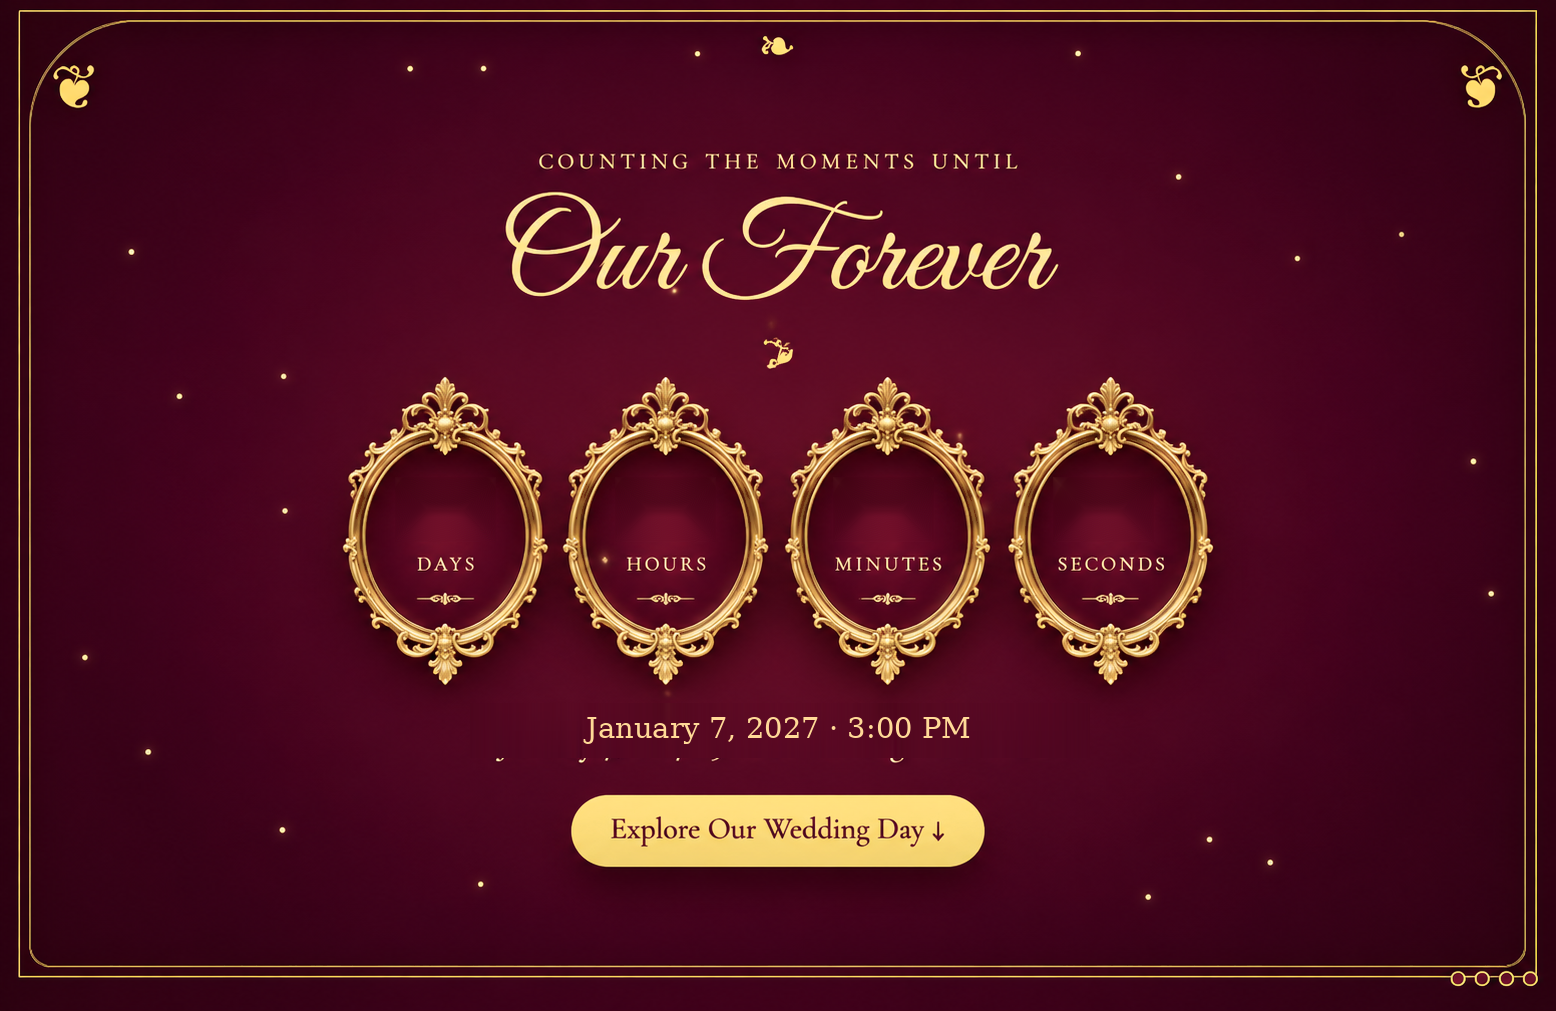 COUNTING THE MOMENTS UNTIL
Our Forever
DAYS
HOURS
MINUTES
SECONDS
January 7, 2027 · 3:00 PM
Explore Our Wedding Day ↓